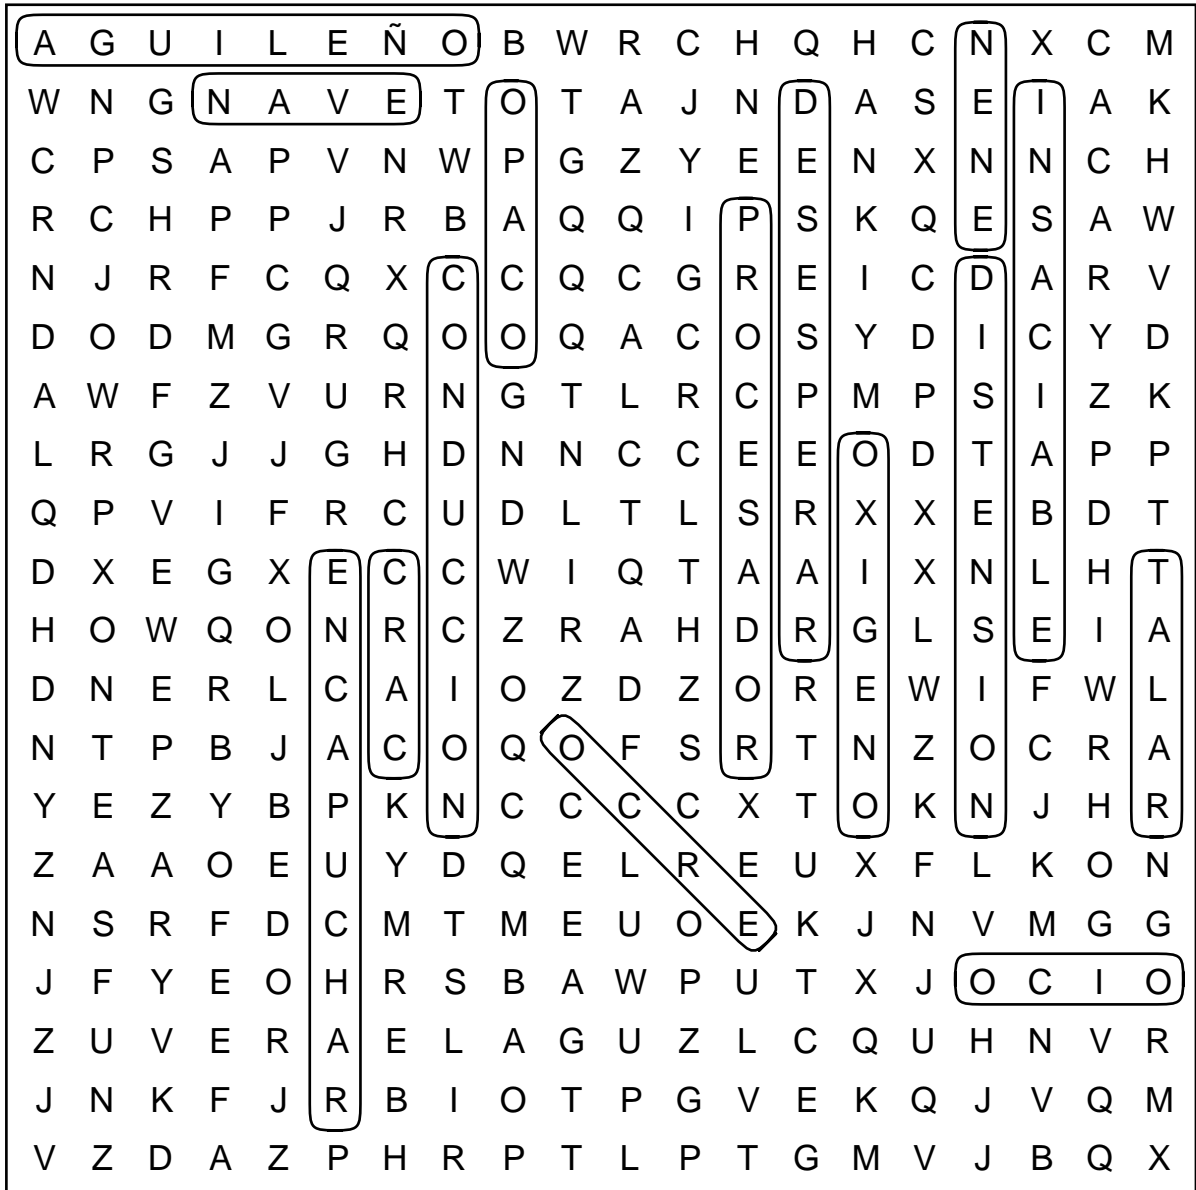 A G U I L E Ñ O B W R C H Q H C N X C M
W N G N A V E T O T A J N D A S E I A K
C P S A P V N W P G Z Y E E N X N N C H
R C H P P J R B A Q Q I P S K Q E S A W
N J R F C Q X C C Q C G R E I C D A R V
D O D M G R Q O O Q A C O S Y D I C Y D
A W F Z V U R N G T L R C P M P S I Z K
L R G J J G H D N N C C E E O D T A P P
Q P V I F R C U D L T L S R X X E B D T
D X E G X E C C W I Q T A A I X N L H T
H O W Q O N R C Z R A H D R G L S E I A
D N E R L C A I O Z D Z O R E W I F W L
N T P B J A C O Q O F S R T N Z O C R A
Y E Z Y B P K N C C C C X T O K N J H R
Z A A O E U Y D Q E L R E U X F L K O N
N S R F D C M T M E U O E K J N V M G G
J F Y E O H R S B A W P U T X J O C I O
Z U V E R A E L A G U Z L C Q U H N V R
J N K F J R B I O T P G V E K Q J V Q M
V Z D A Z P H R P T L P T G M V J B Q X